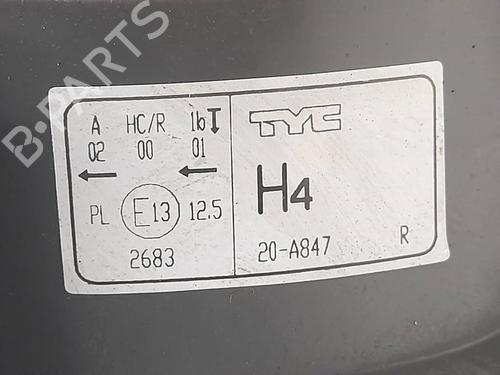 B-PARTS
A HC/R 1b
02 00 01
PL E13 12.5
2683
TYC
H4
20-A847 R